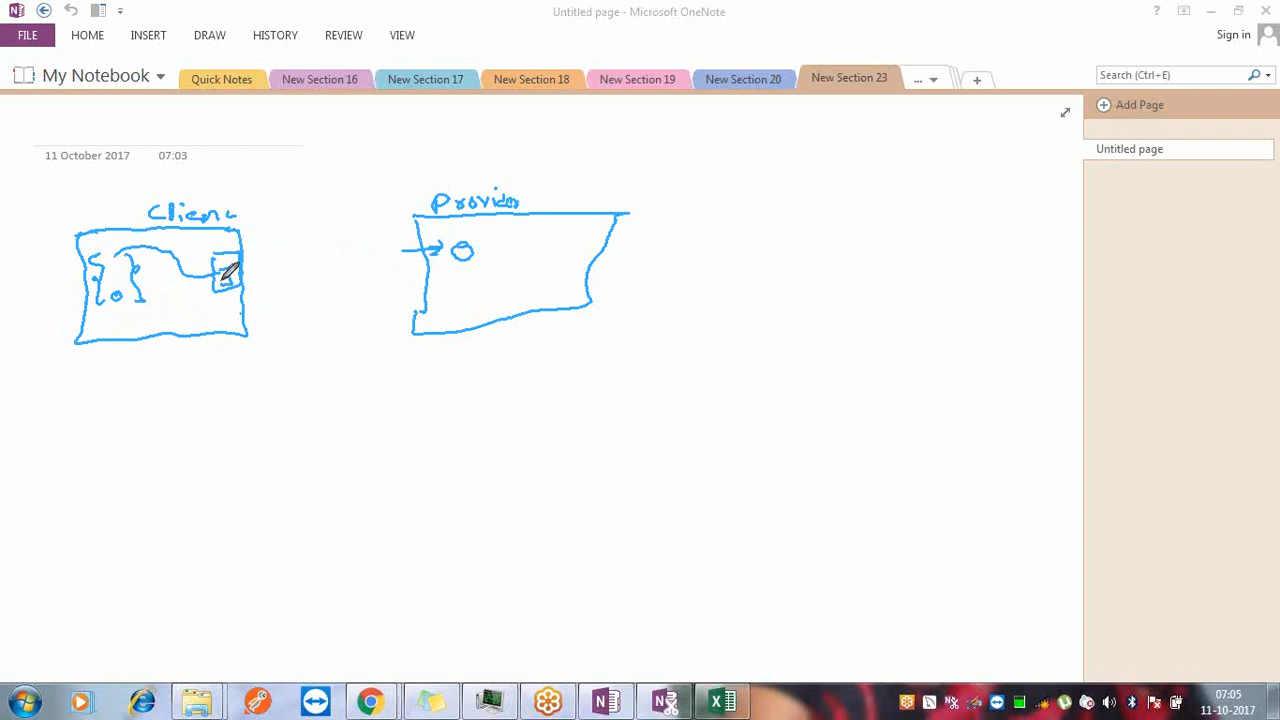 Untitled page - Microsoft OneNote
FILE HOME INSERT DRAW HISTORY REVIEW VIEW
Sign in
My Notebook
Quick Notes
New Section 16
New Section 17
New Section 18
New Section 19
New Section 20
New Section 23
...
Search (Ctrl+E)
Add Page
Untitled page
11 October 2017 07:03
Client
Provider
07:05
11-10-2017